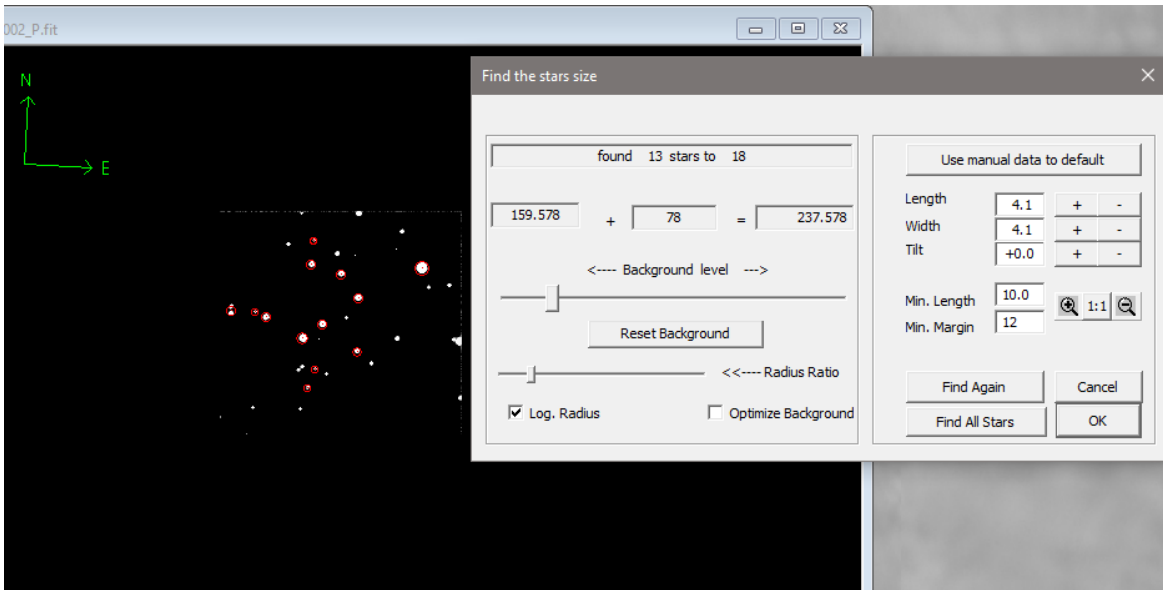 002_P.fit
N
E
Find the stars size
found 13 stars to 18
159.578 + 78 = 237.578
<---- Background level --->
Reset Background
<<---- Radius Ratio
Log. Radius
Optimize Background
Use manual data to default
Length 4.1 + -
Width 4.1 + -
Tilt +0.0 + -
Min. Length 10.0
Min. Margin 12
1:1
Find Again
Cancel
Find All Stars
OK